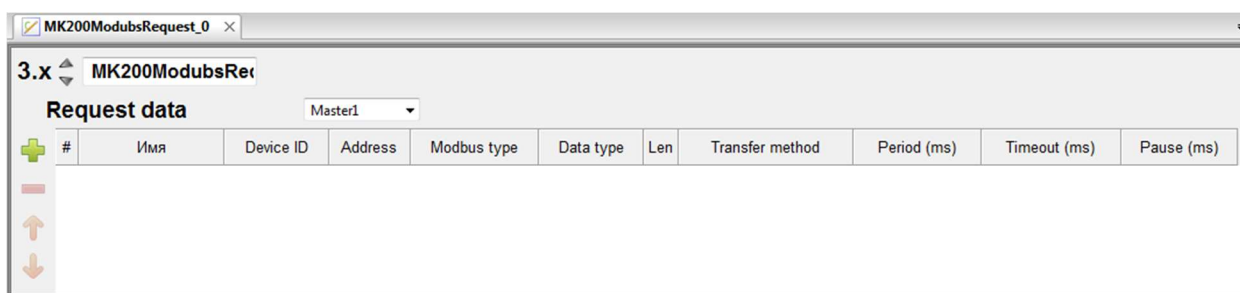 MK200ModubsRequest_0
3.x MK200ModubsRe
Request data Master1
# Имя Device ID Address Modbus type Data type Len Transfer method Period (ms) Timeout (ms) Pause (ms)